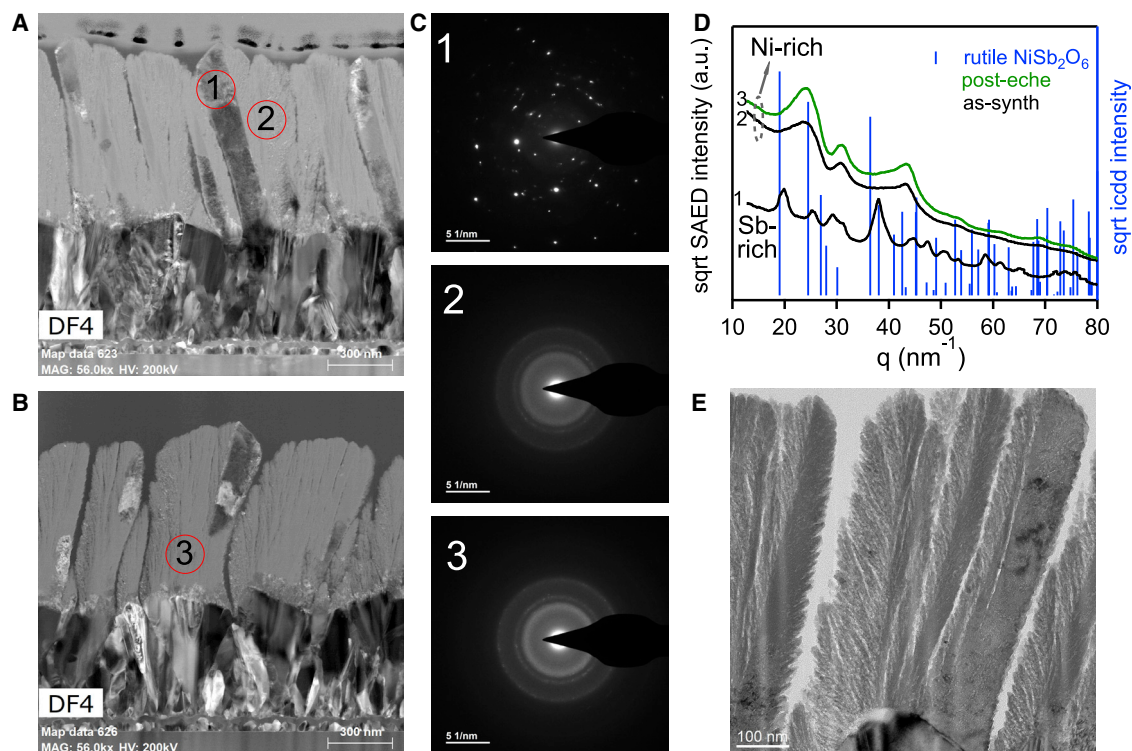 A
1
2
DF4
Map data 623
MAG: 56.0kx HV: 200kV
300 nm
B
3
DF4
Map data 626
MAG: 56.0kx HV: 200kV
300 nm
C
1
5 1/nm
2
5 1/nm
3
5 1/nm
D
sqrt SAED intensity (a.u.)
Ni-rich
rutile NiSb₂O₆
post-eche
as-synth
3
2
1
Sb-
rich
10 20 30 40 50 60 70 80
q (nm⁻¹)
sqrt icdd intensity
E
100 nm